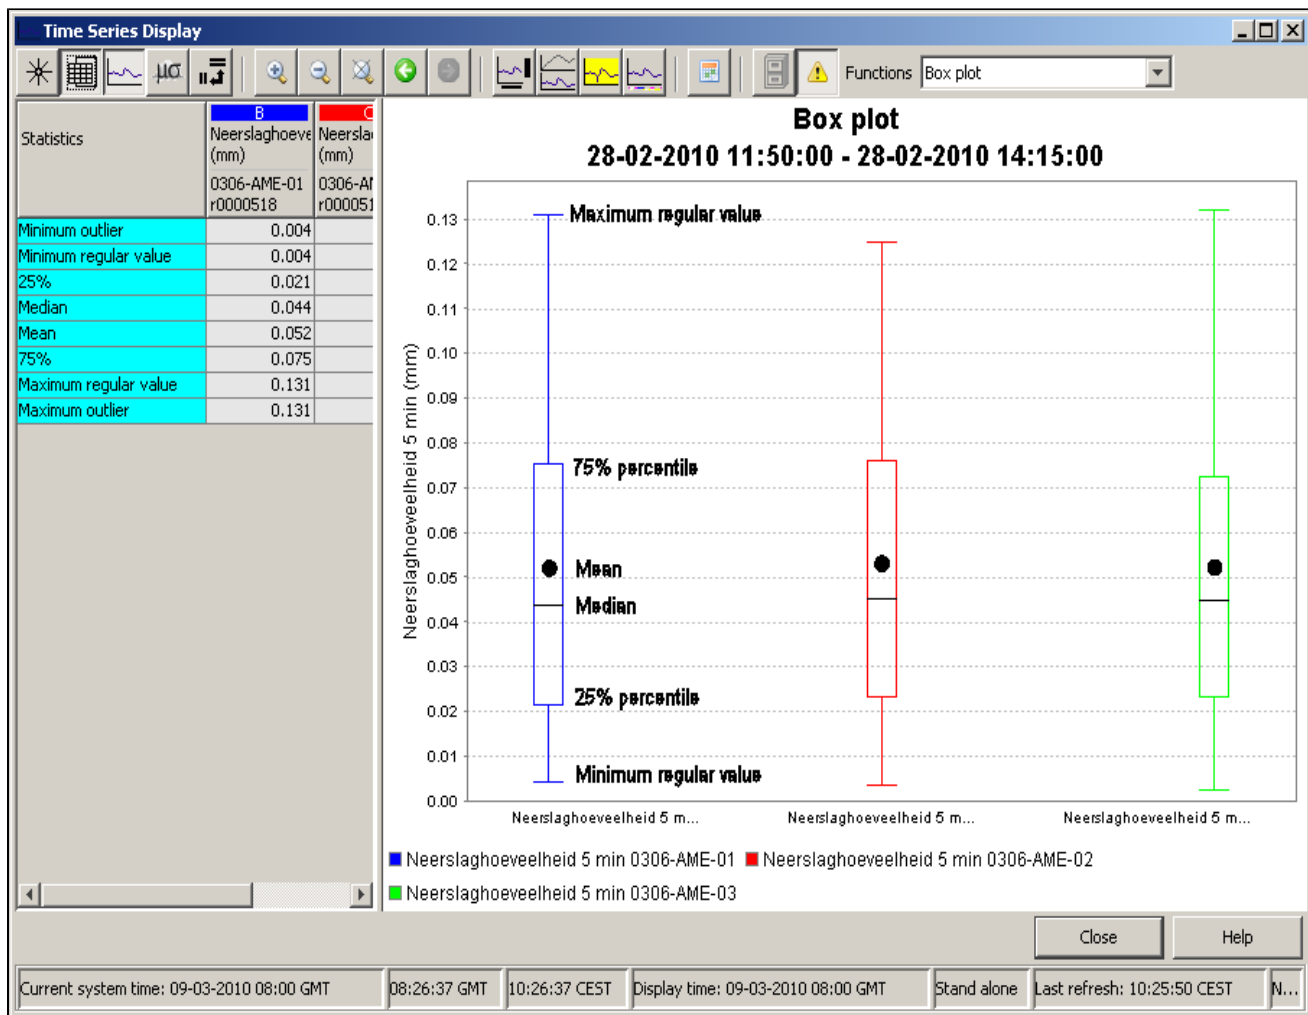 Time Series Display
μσ
Functions Box plot
Statistics
B
Neerslaghoeve
(mm)
0306-AME-01
r0000518
Neersla
(mm)
r000051
Minimum outlier 0.004
Minimum regular value 0.004
25% 0.021
Median 0.044
Mean 0.052
75% 0.075
Maximum regular value 0.131
Maximum outlier 0.131
Box plot
28-02-2010 11:50:00 - 28-02-2010 14:15:00
Neerslaghoeveelheid 5 min (mm)
0.13
0.12
0.11
0.10
0.09
0.08
0.07
0.06
0.05
0.04
0.03
0.02
0.01
0.00
Maximum regular value
75% percentile
Mean
Median
25% percentile
Minimum regular value
Neerslaghoeveelheid 5 m... Neerslaghoeveelheid 5 m... Neerslaghoeveelheid 5 m...
Neerslaghoeveelheid 5 min 0306-AME-01 Neerslaghoeveelheid 5 min 0306-AME-02
Neerslaghoeveelheid 5 min 0306-AME-03
Close Help
Current system time: 09-03-2010 08:00 GMT 08:26:37 GMT 10:26:37 CEST Display time: 09-03-2010 08:00 GMT Stand alone Last refresh: 10:25:50 CEST N...